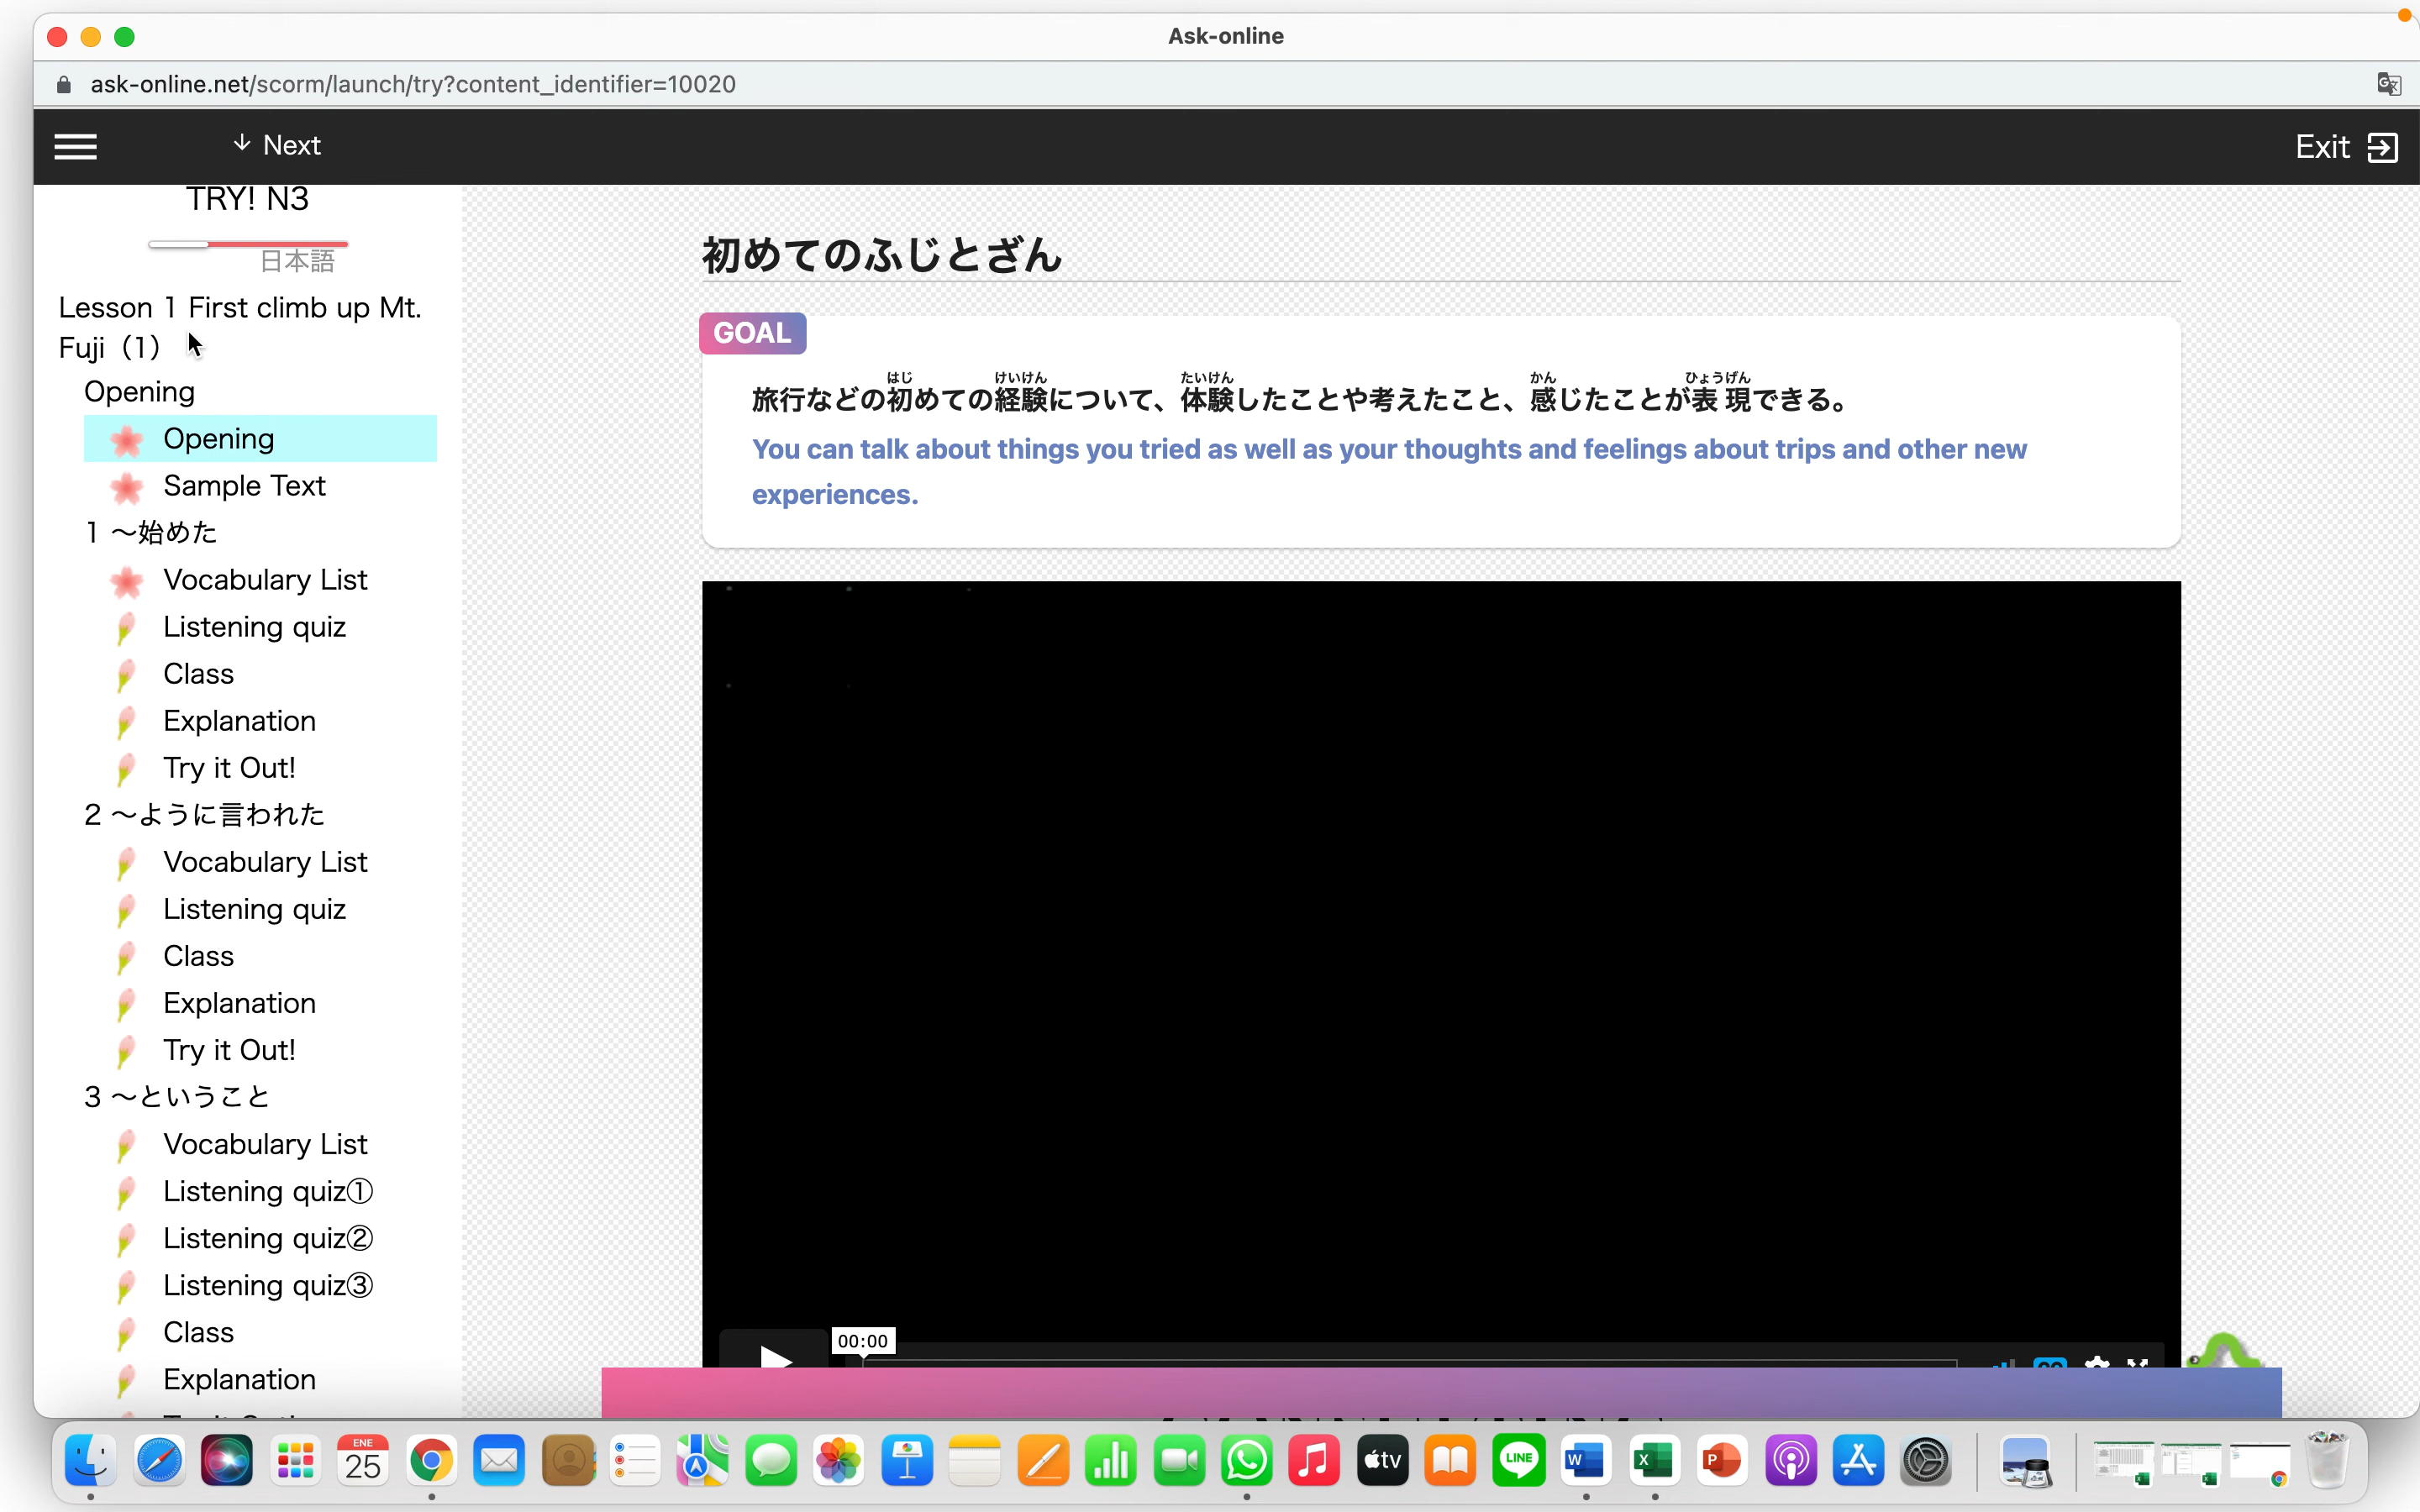 Ask-online
ask-online.net/scorm/launch/try?content_identifier=10020
Next
Exit
TRY! N3
日本語
Lesson 1 First climb up Mt.
Fuji（1）
Opening
Opening
Sample Text
1 ～始めた
Vocabulary List
Listening quiz
Class
Explanation
Try it Out!
2 ～ように言われた
Vocabulary List
Listening quiz
Class
Explanation
Try it Out!
3 ～ということ
Vocabulary List
Listening quiz①
Listening quiz②
Listening quiz③
Class
Explanation
初めてのふじとざん
GOAL
はじ けいけん たいけん かん ひょうげん
旅行などの初めての経験について、体験したことや考えたこと、感じたことが表現できる。
You can talk about things you tried as well as your thoughts and feelings about trips and other new
experiences.
00:00
ENE
25
tv
LINE
W
X
P